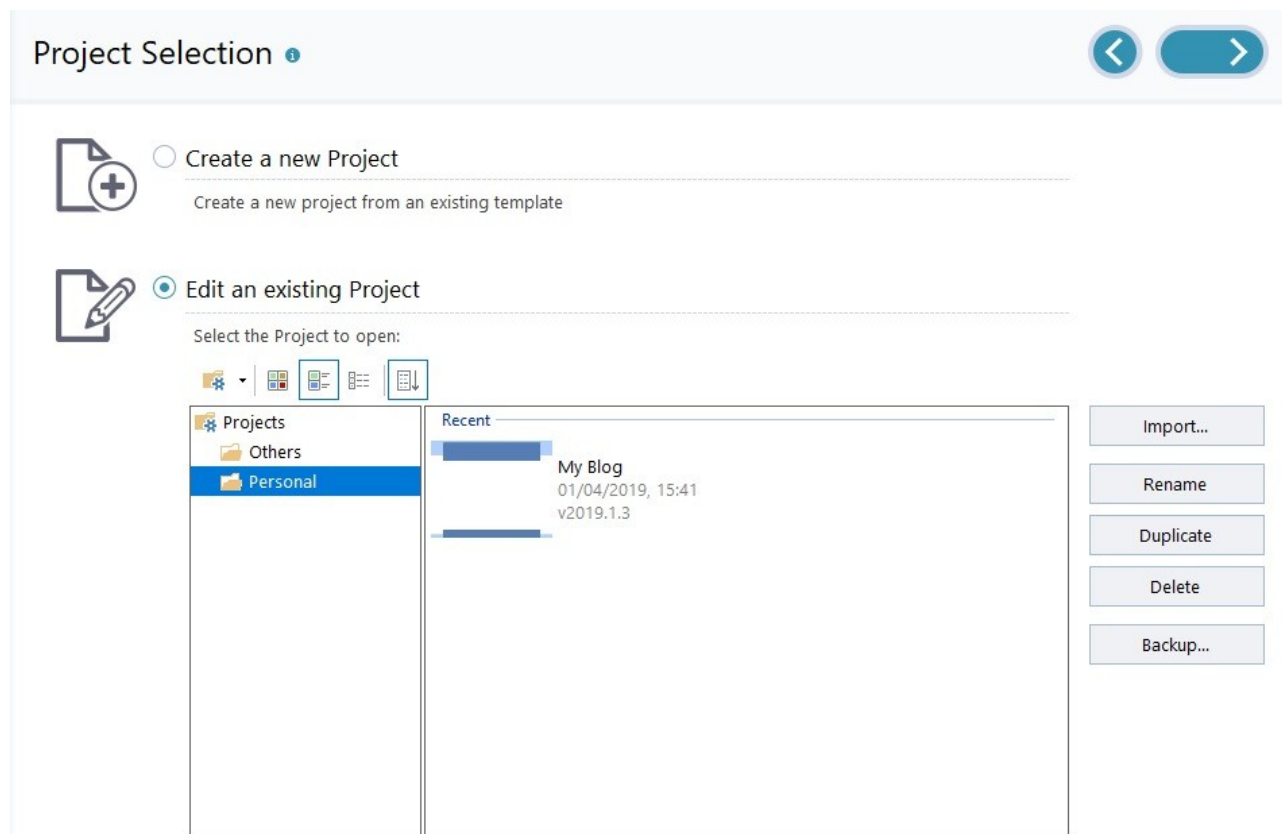 Project Selection
Create a new Project
Create a new project from an existing template
Edit an existing Project
Select the Project to open:
Projects
Others
Personal
Recent
My Blog
01/04/2019, 15:41
v2019.1.3
Import...
Rename
Duplicate
Delete
Backup...